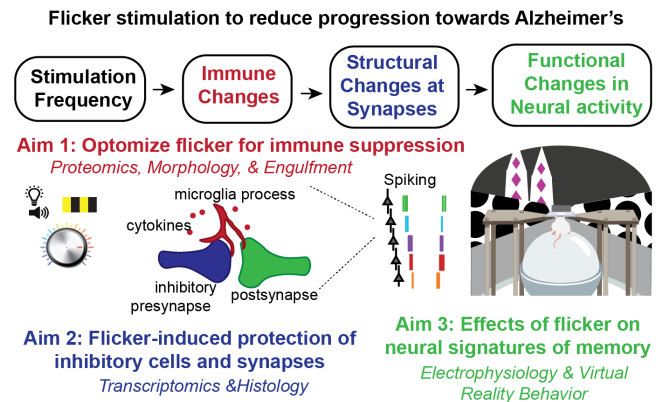 Flicker stimulation to reduce progression towards Alzheimer's
Stimulation
Frequency
Immune
Changes
Structural
Changes at
Synapses
Functional
Changes in
Neural activity
Aim 1: Optomize flicker for immune suppression
Proteomics, Morphology, & Engulfment
microglia process
cytokines
inhibitory
presynapse
postsynapse
Spiking
Aim 2: Flicker-induced protection of
inhibitory cells and synapses
Transcriptomics &Histology
Aim 3: Effects of flicker on
neural signatures of memory
Electrophysiology & Virtual
Reality Behavior